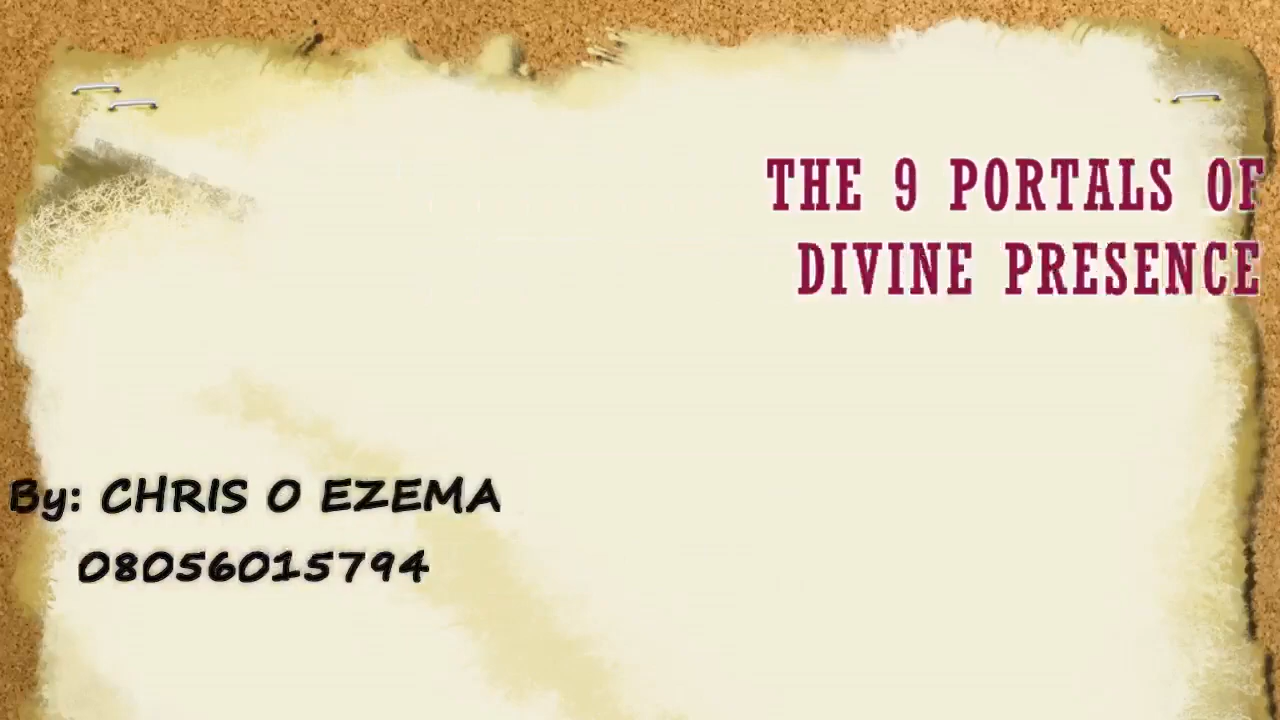 THE 9 PORTALS OF
DIVINE PRESENCE
By: CHRIS O EZEMA
08056015794